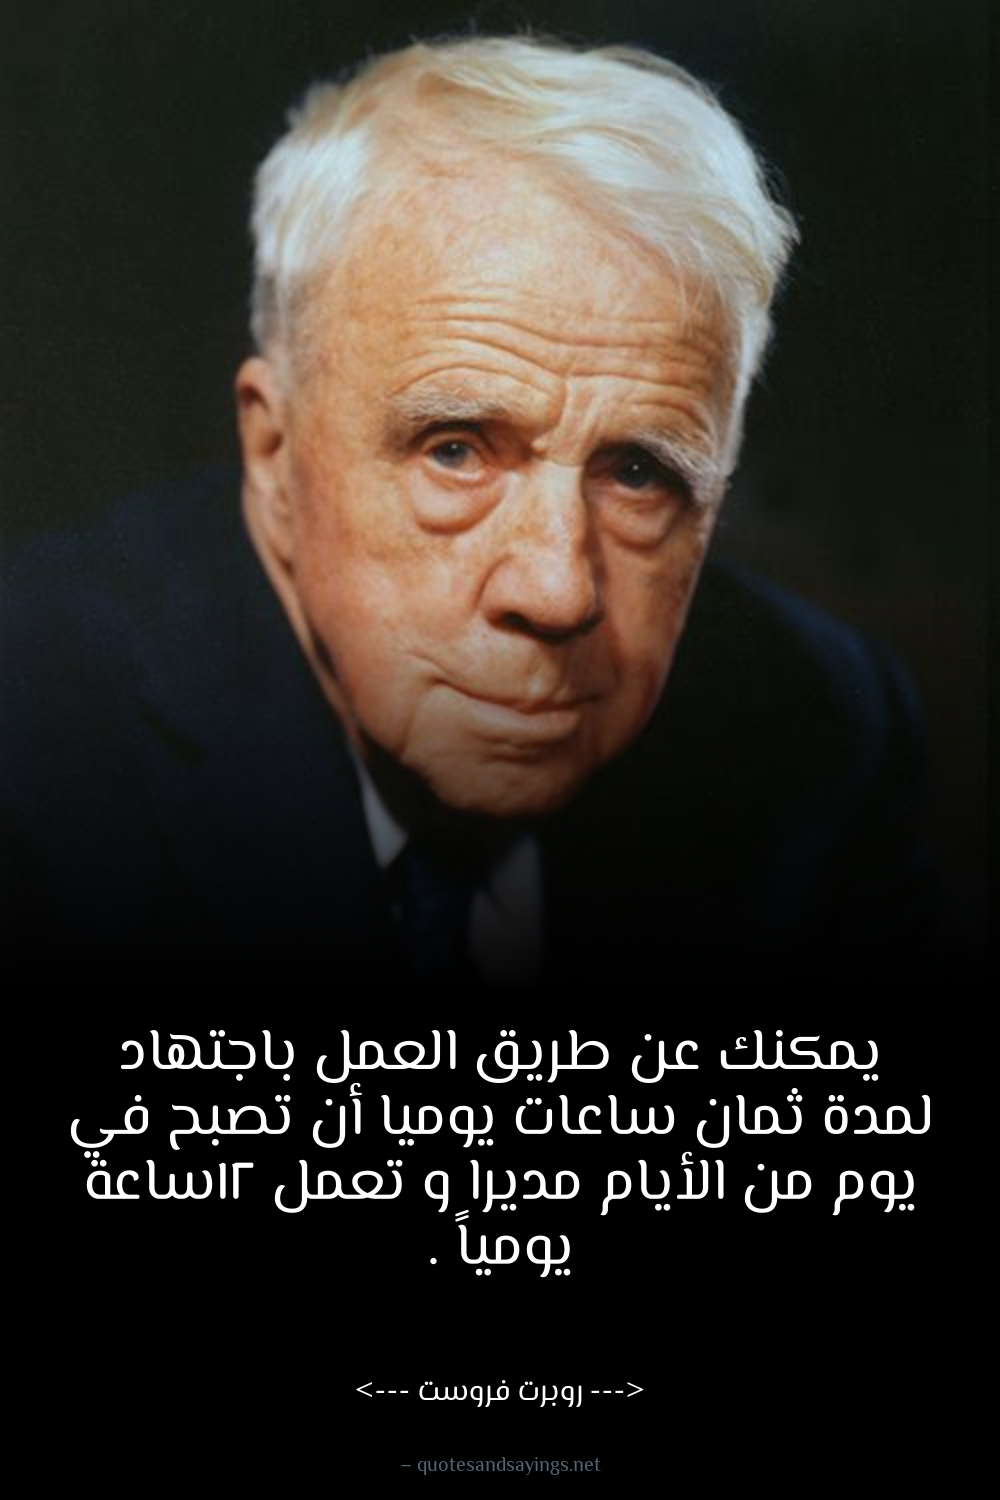 يمكنك عن طريق العمل باجتهاد
لمدة ثمان ساعات يوميا أن تصبح في
يوم من الأيام مديرا و تعمل ١٢ساعة
يومياً .
<--- روبرت فروست --->
– quotesandsayings.net